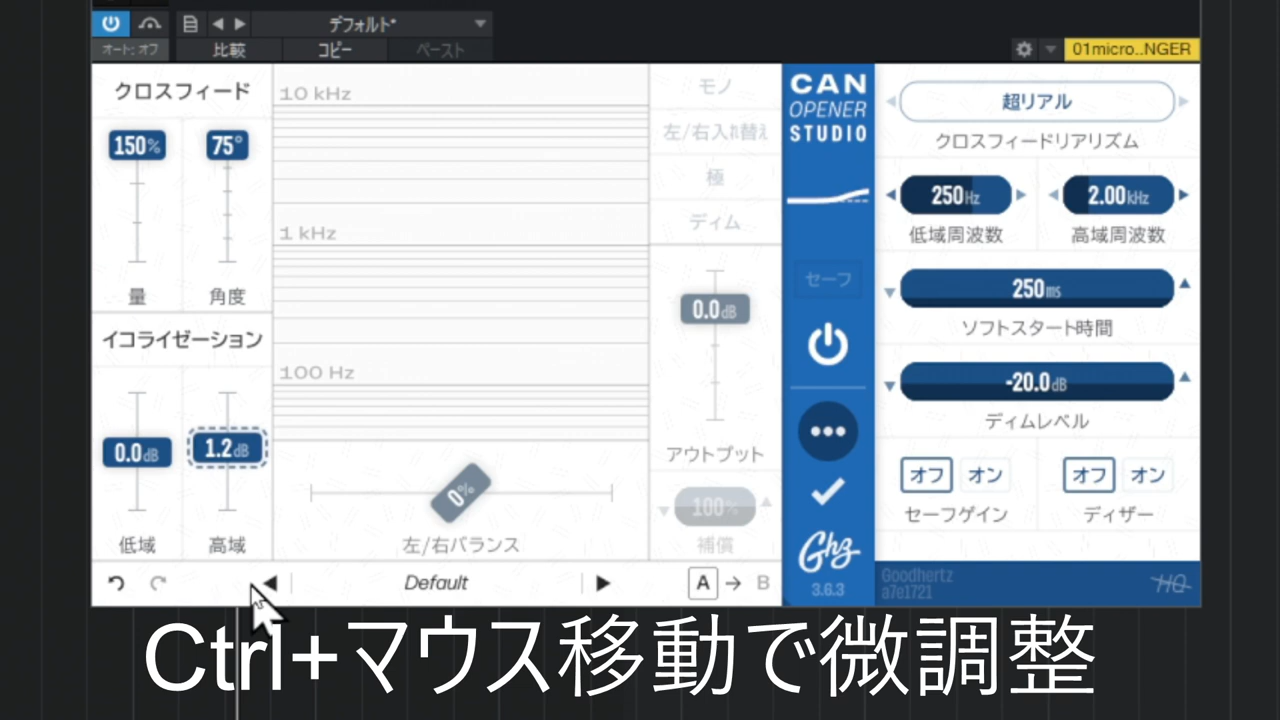 デフォルト*
オート: オフ
比較
コピー
ペースト
01micro..NGER
クロスフィード
150%
75°
量
角度
イコライゼーション
0.0dB
1.2dB
低域
高域
10 kHz
1 kHz
100 Hz
0%
左/右バランス
モノ
左/右入れ替え
極
ディム
0.0dB
アウトプット
100%
補償
Default
A → B
CAN
OPENER
STUDIO
セーフ
Ghz
3.6.3
超リアル
クロスフィードリアリズム
250Hz
2.00kHz
低域周波数
高域周波数
250ms
ソフトスタート時間
-20.0dB
ディムレベル
オフ オン
オフ オン
セーフゲイン
ディザー
Goodhertz
a7e1721
HQ
Ctrl+マウス移動で微調整